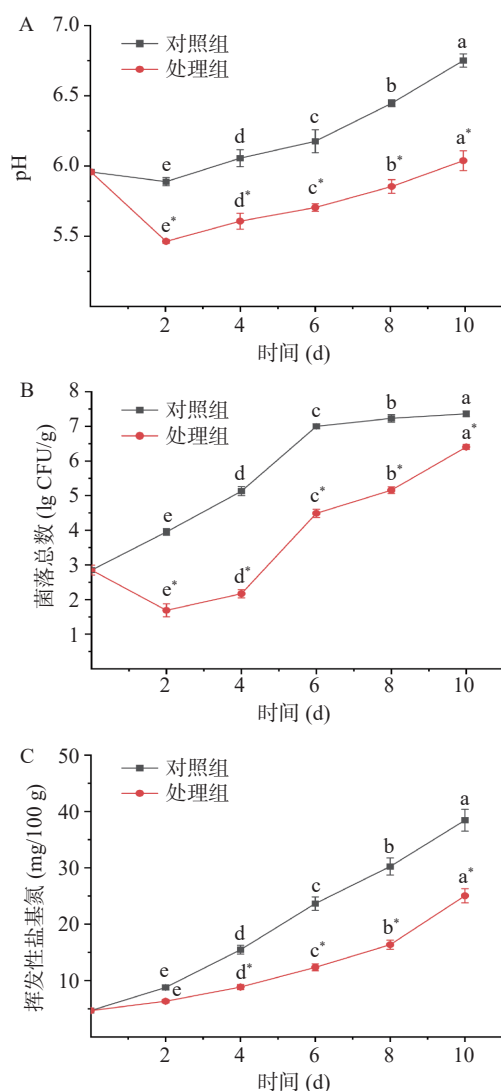 A
7.0
6.5
6.0
5.5
pH
对照组
处理组
e
d
c
b
a
e*
d*
c*
b*
a*
2
4
6
8
10
时间 (d)
B
8
7
6
5
4
3
2
1
菌落总数 (lg CFU/g)
对照组
处理组
e
d
c
b
a
e*
d*
c*
b*
a*
2
4
6
8
10
时间 (d)
C
50
40
30
20
10
挥发性盐基氮 (mg/100 g)
对照组
处理组
e
d
c
b
a
e
d*
c*
b*
a*
2
4
6
8
10
时间 (d)